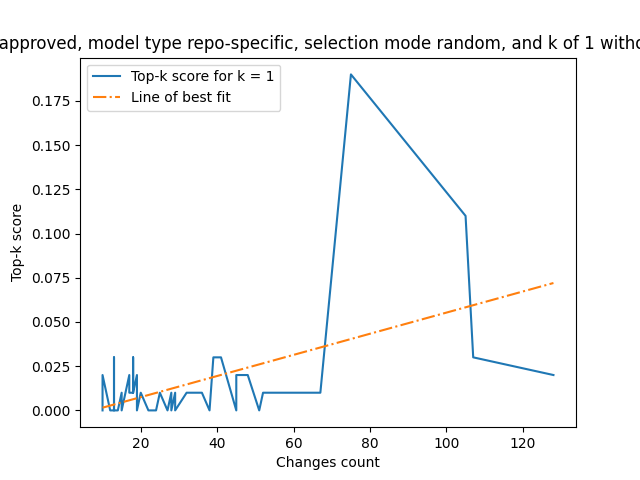 approved, model type repo-specific, selection mode random, and k of 1
Top-k score for k = 1
Line of best fit
0.175
0.150
0.125
0.100
0.075
0.050
0.025
0.000
Top-k score
20 40 60 80 100 120
Changes count